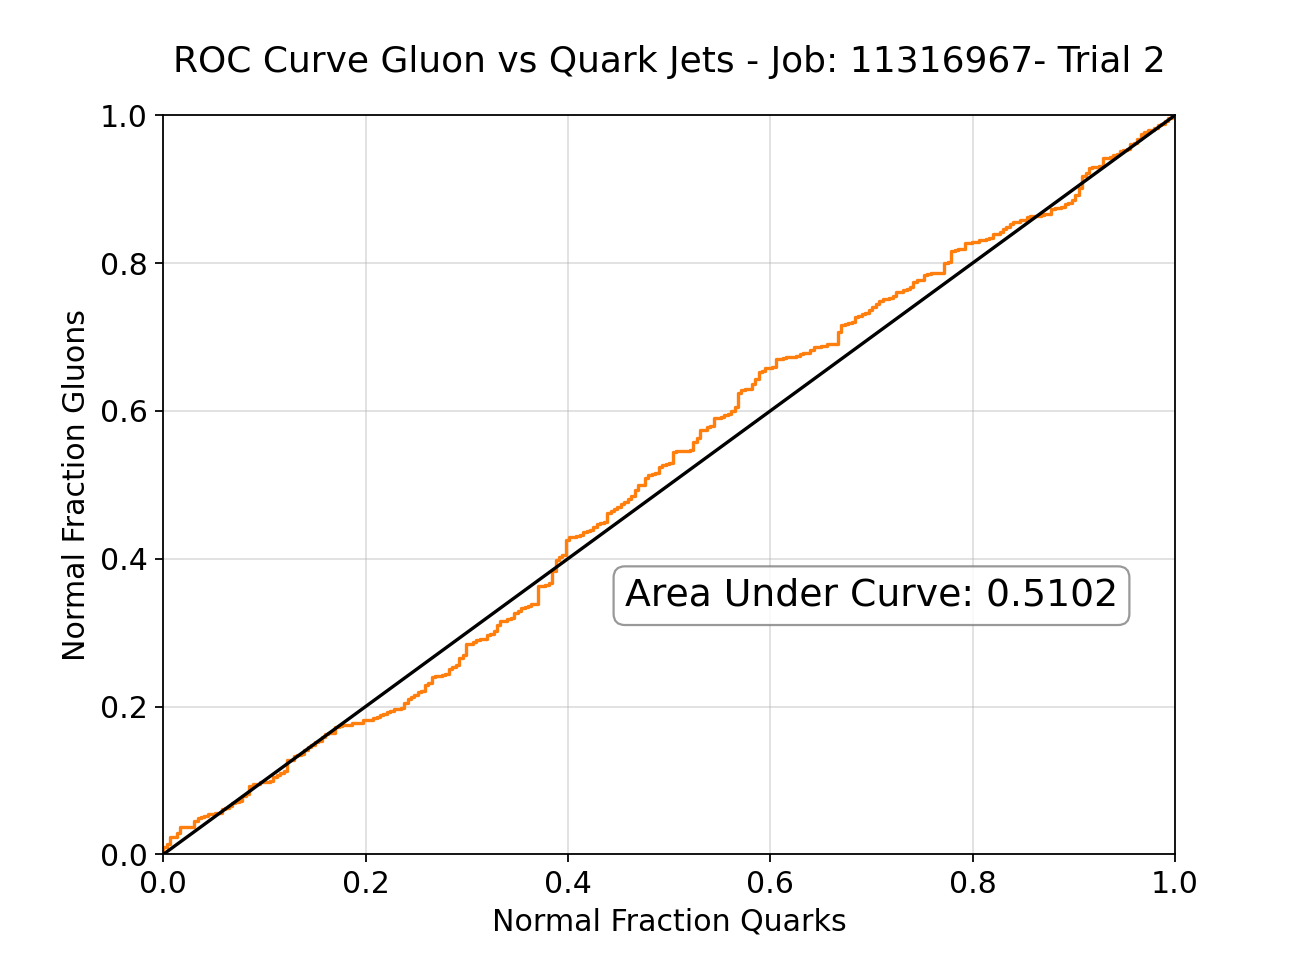 ROC Curve Gluon vs Quark Jets - Job: 11316967- Trial 2
1.0
0.8
0.6
0.4
0.2
0.0
Normal Fraction Gluons
Area Under Curve: 0.5102
0.0 0.2 0.4 0.6 0.8 1.0
Normal Fraction Quarks